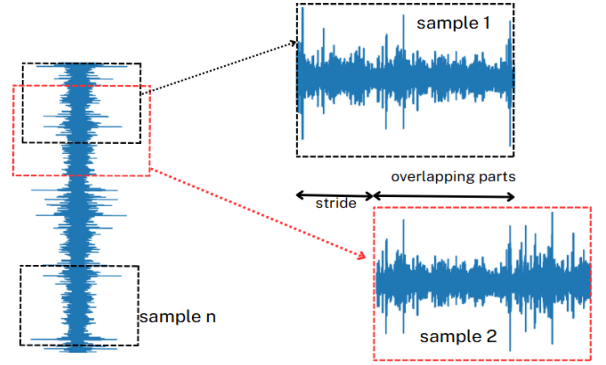 sample 1
overlapping parts
stride
sample n
sample 2